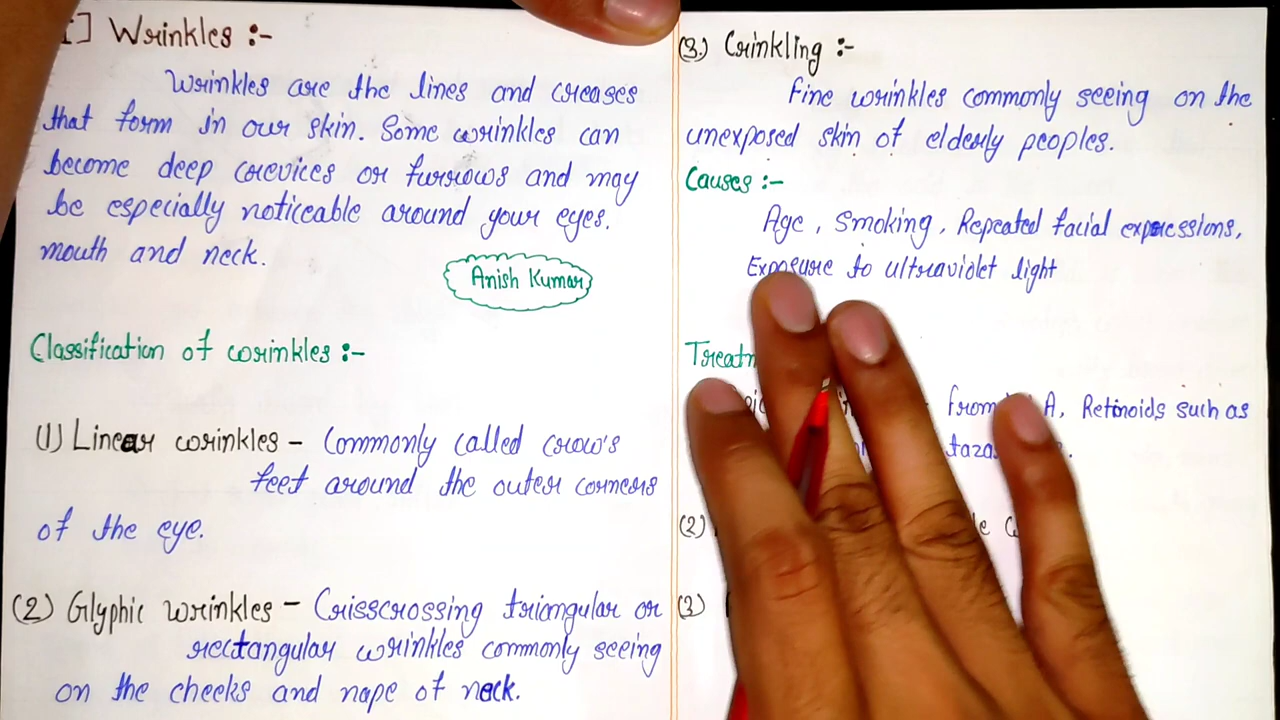 I] Wrinkles :-
Wrinkles are the lines and creases
that form in our skin. Some wrinkles can
become deep crevices or furrows and may
be especially noticeable around your eyes.
mouth and neck.
Anish Kumar
Classification of wrinkles :-
(1) Linear wrinkles - Commonly called crow's
feet around the outer corners
of the eye.
(2) Glyphic wrinkles - Crisscrossing triangular or
rectangular wrinkles commonly seeing
on the cheeks and nape of neck.
(3.) Crinkling :-
Fine wrinkles commonly seeing on the
unexposed skin of elderly peoples.
Causes :-
Age, Smoking, Repeated facial expressions,
Exposure to ultraviolet light
from A, Retinoids such as
(2)
(3)